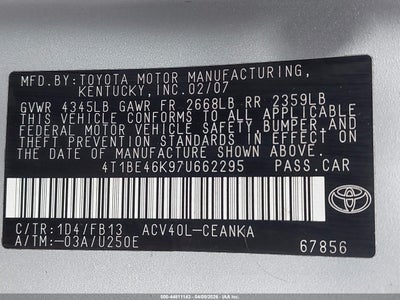 MFD.BY:TOYOTA MOTOR MANUFACTURING,
KENTUCKY,INC.02/07
GVWR 4345LB GAWR FR 2668LB RR 2359LB
THIS VEHICLE CONFORMS TO ALL APPLICABLE
FEDERAL MOTOR VEHICLE SAFETY,BUMPER,AND
THEFT PREVENTION STANDARDS IN EFFECT ON
THE DATE OF MANUFACTURE SHOWN ABOVE.
4T1BE46K97U662295 PASS.CAR
C/TR:1D4/FB13 ACV40L-CEANKA
A/TM:-03A/U250E 67856
TOYOTA